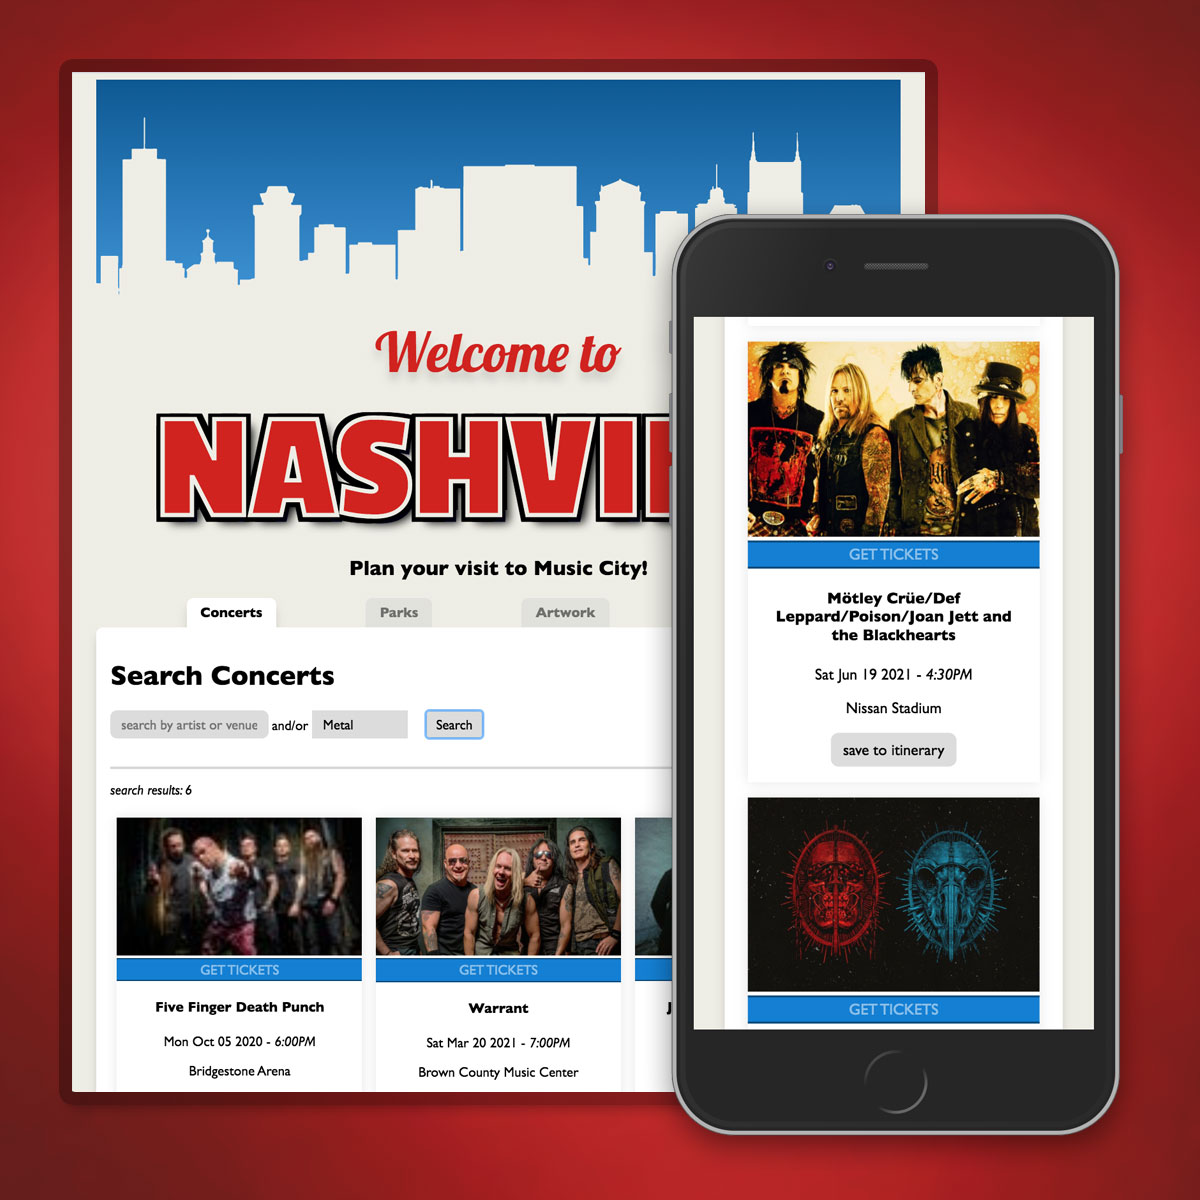 Welcome to
NASHVI
Plan your visit to Music City!
Concerts
Parks
Artwork
Search Concerts
search by artist or venue and/or Metal Search
search results: 6
GET TICKETS
Five Finger Death Punch
Mon Oct 05 2020 - 6:00PM
Bridgestone Arena
GET TICKETS
Warrant
Sat Mar 20 2021 - 7:00PM
Brown County Music Center
J
GET TICKETS
Mötley Crüe/Def
Leppard/Poison/Joan Jett and
the Blackhearts
Sat Jun 19 2021 - 4:30PM
Nissan Stadium
save to itinerary
GET TICKETS